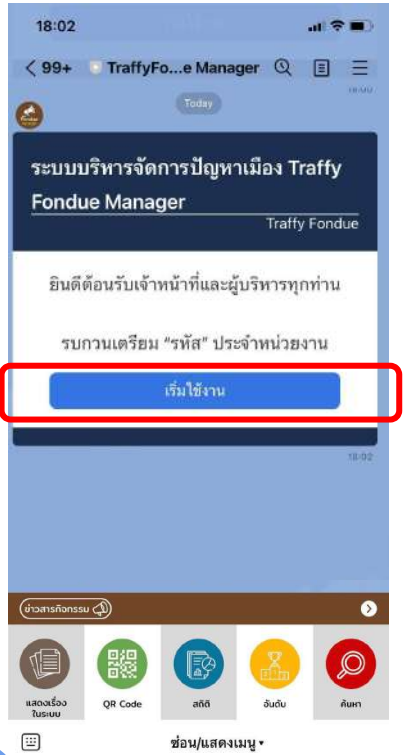 18:02
99+ TraffyFo...e Manager
Today
18:00
Fondue
ระบบบริหารจัดการปัญหาเมือง Traffy
Fondue Manager
Traffy Fondue
ยินดีต้อนรับเจ้าหน้าที่และผู้บริหารทุกท่าน
รบกวนเตรียม “รหัส” ประจำหน่วยงาน
เริ่มใช้งาน
18:02
ข่าวสารกิจกรรม
แสดงเรื่อง
ในระบบ
QR Code
สถิติ
อันดับ
ค้นหา
ซ่อน/แสดงเมนู